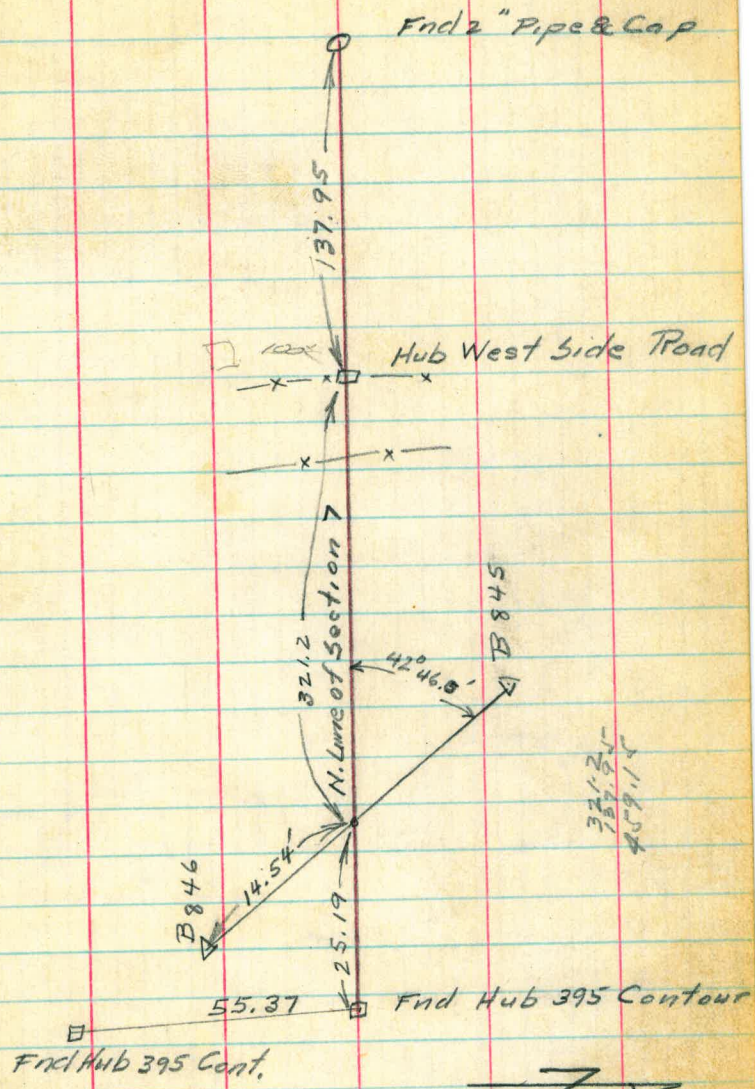 Fnd 2" Pipe & Cap
137.95
Hub West Side Road
321.2
N. Line of Section 7
42° 46.5'
B 845
321.2
137.95
459.15
14.54'
B 846
25.19
55.37
Fnd Hub 395 Contour
Fnd Hub 395 Cont.